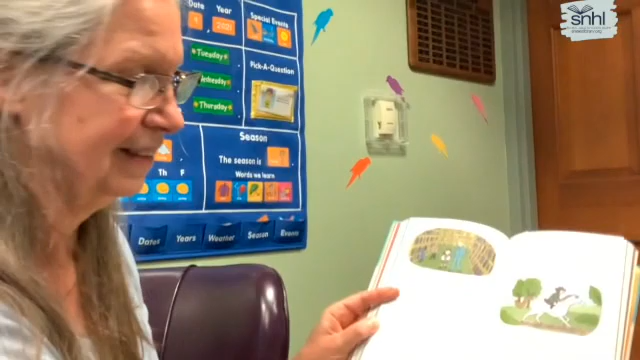 Date Year
Special Events
Tuesday
Wednesday
Thursday
Pick-A-Question
Season
The season is
Words we learn
Th F
Dates Years Weather Season Events
snhl